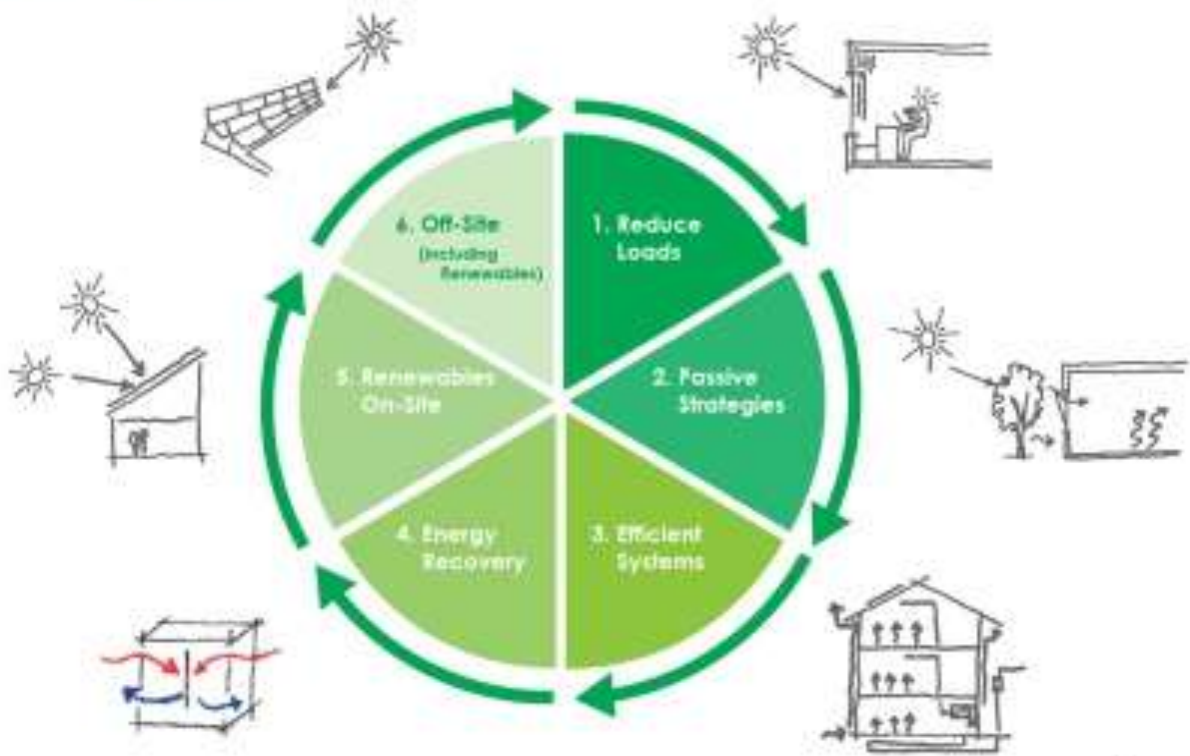 1. Reduce
Loads
2. Passive
Strategies
3. Efficient
Systems
4. Energy
Recovery
5. Renewables
On-Site
6. Off-Site
(including
Renewables)